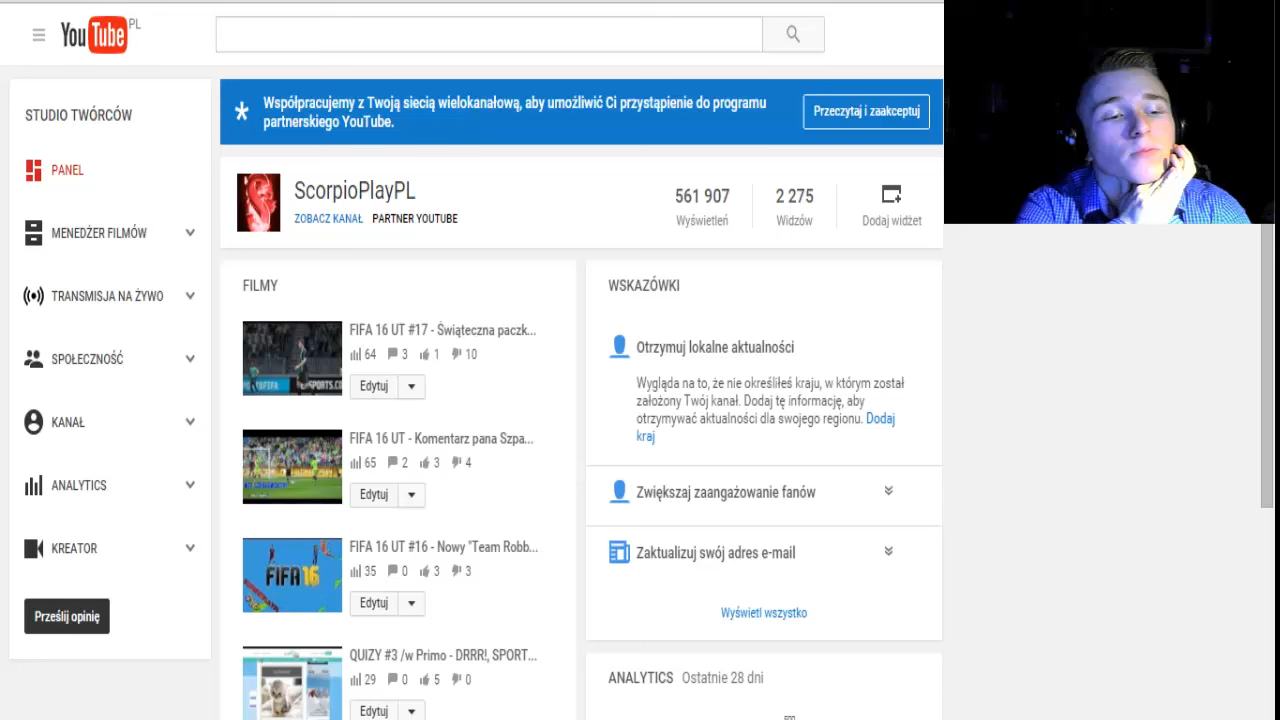 YouTube PL
STUDIO TWÓRCÓW
PANEL
MENEDŻER FILMÓW
TRANSMISJA NA ŻYWO
SPOŁECZNOŚĆ
KANAŁ
ANALYTICS
KREATOR
Prześlij opinię
Współpracujemy z Twoją siecią wielokanałową, aby umożliwić Ci przystąpienie do programu
partnerskiego YouTube.
Przeczytaj i zaakceptuj
ScorpioPlayPL
ZOBACZ KANAŁ PARTNER YOUTUBE
561 907
Wyświetleń
2 275
Widzów
Dodaj widżet
FILMY
FIFA 16 UT #17 - Świąteczna paczk...
64 3 1 10
Edytuj
FIFA 16 UT - Komentarz pana Szpa...
65 2 3 4
Edytuj
FIFA 16
FIFA 16 UT #16 - Nowy "Team Robb...
35 0 3 3
Edytuj
QUIZY #3 /w Primo - DRRR!, SPORT...
29 0 5 0
Edytuj
WSKAZÓWKI
Otrzymuj lokalne aktualności
Wygląda na to, że nie określiłeś kraju, w którym został
założony Twój kanał. Dodaj tę informację, aby
otrzymywać aktualności dla swojego regionu. Dodaj
kraj
Zwiększaj zaangażowanie fanów
Zaktualizuj swój adres e-mail
Wyświetl wszystko
ANALYTICS Ostatnie 28 dni